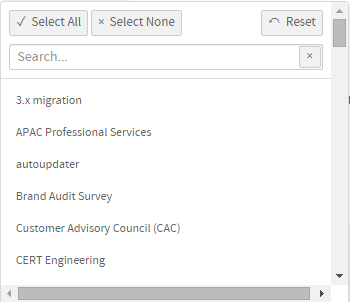 ✓ Select All × Select None Reset
Search... ×
3.x migration
APAC Professional Services
autoupdater
Brand Audit Survey
Customer Advisory Council (CAC)
CERT Engineering